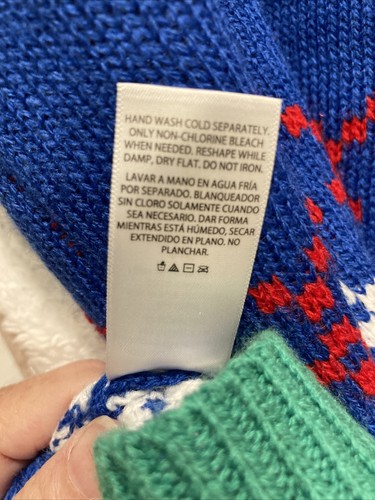 HAND WASH COLD SEPARATELY,
ONLY NON-CHLORINE BLEACH
WHEN NEEDED. RESHAPE WHILE
DAMP, DRY FLAT. DO NOT IRON.
LAVAR A MANO EN AGUA FRÍA
POR SEPARADO. BLANQUEADOR
SIN CLORO SOLAMENTE CUANDO
SEA NECESARIO. DAR FORMA
MIENTRAS ESTÁ HÚMEDO, SECAR
EXTENDIDO EN PLANO. NO
PLANCHAR.